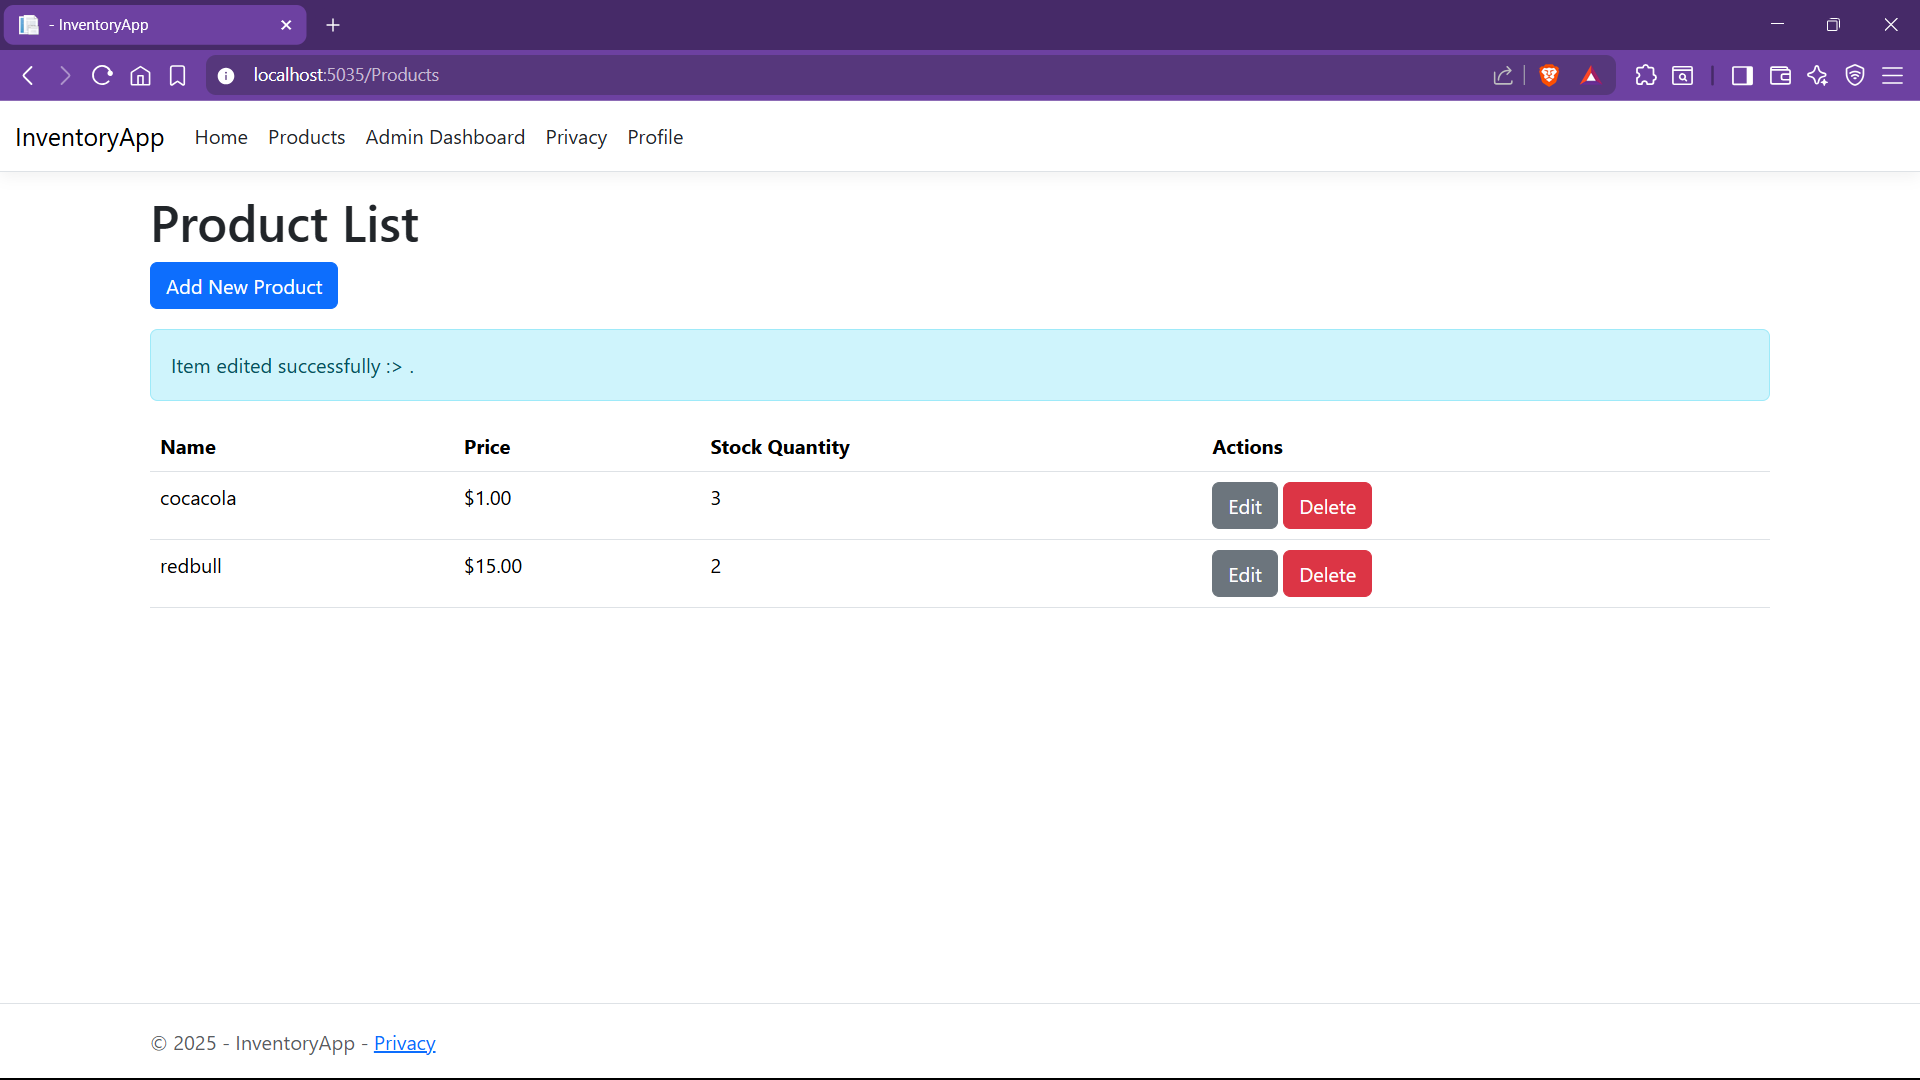 - InventoryApp
localhost:5035/Products
InventoryApp Home Products Admin Dashboard Privacy Profile
Product List
Add New Product
Item edited successfully :> .
Name Price Stock Quantity Actions
cocacola $1.00 3 Edit Delete
redbull $15.00 2 Edit Delete
© 2025 - InventoryApp - Privacy